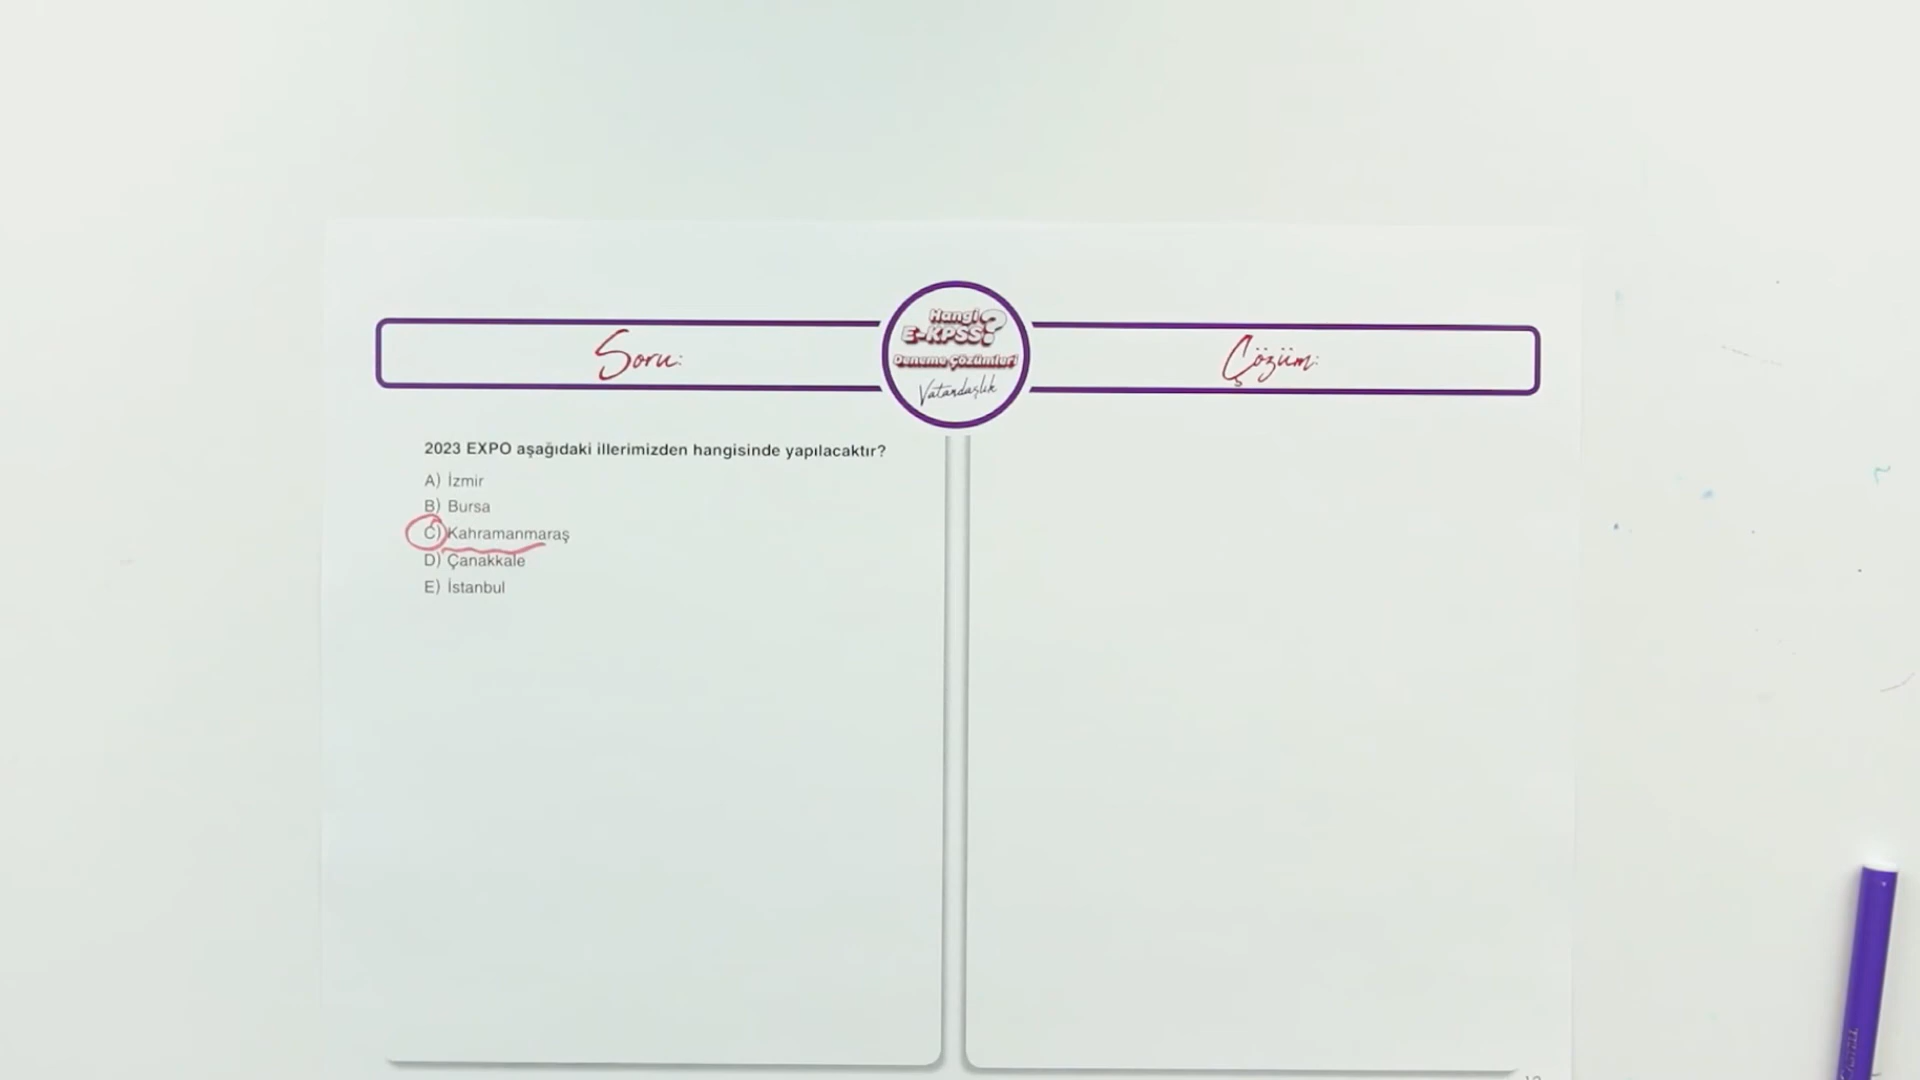 Soru:
Hangi
E-KPSS?
Deneme Çözümleri
Vatandaşlık
Çözüm:
2023 EXPO aşağıdaki illerimizden hangisinde yapılacaktır?
A) İzmir
B) Bursa
C) Kahramanmaraş
D) Çanakkale
E) İstanbul